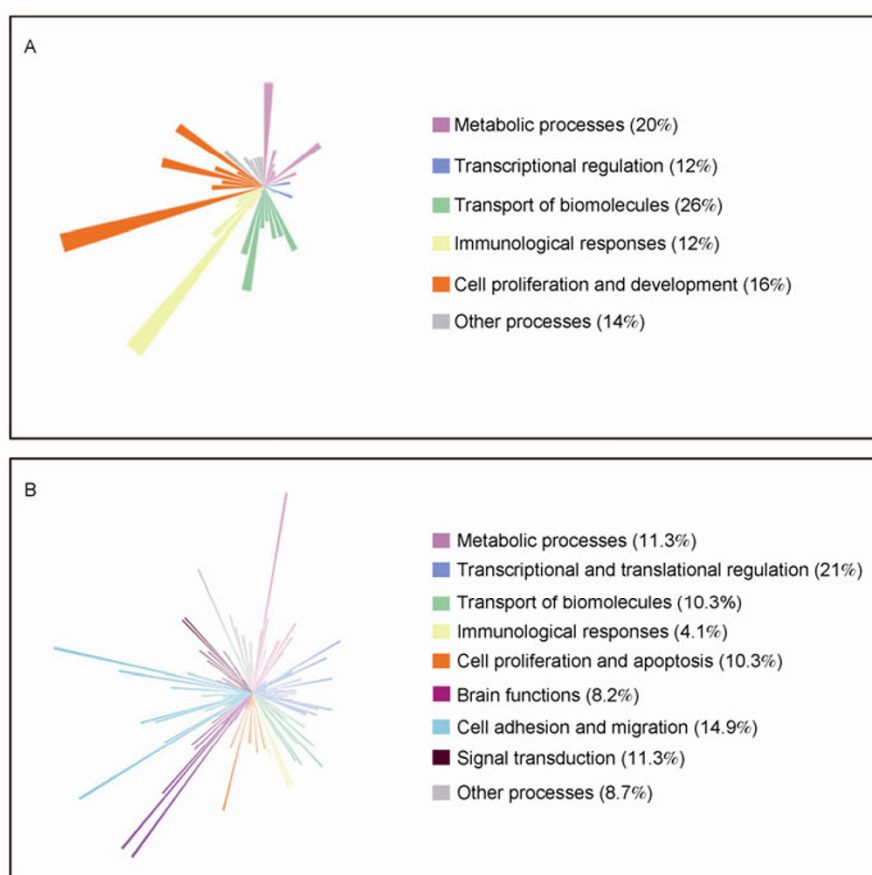 A
Metabolic processes (20%)
Transcriptional regulation (12%)
Transport of biomolecules (26%)
Immunological responses (12%)
Cell proliferation and development (16%)
Other processes (14%)
B
Metabolic processes (11.3%)
Transcriptional and translational regulation (21%)
Transport of biomolecules (10.3%)
Immunological responses (4.1%)
Cell proliferation and apoptosis (10.3%)
Brain functions (8.2%)
Cell adhesion and migration (14.9%)
Signal transduction (11.3%)
Other processes (8.7%)